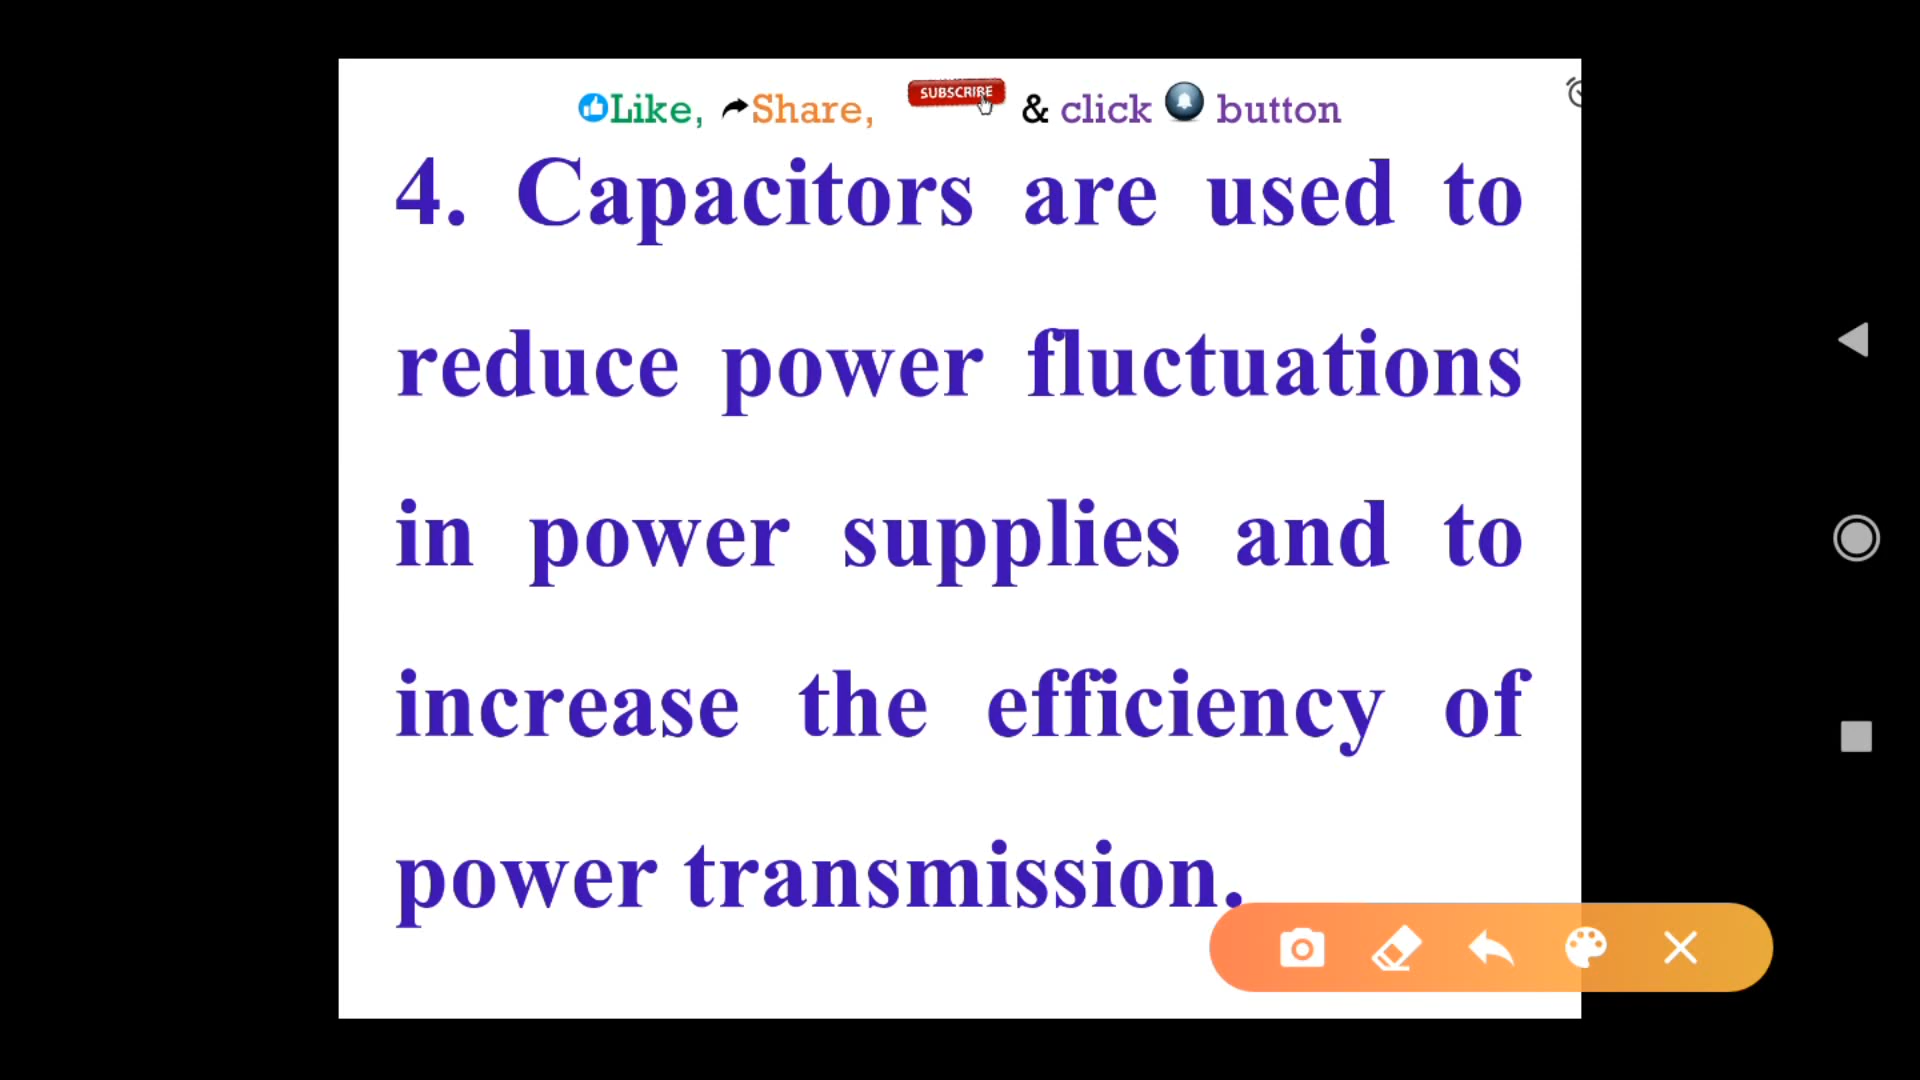 Like, Share, SUBSCRIBE & click button
4. Capacitors are used to
reduce power fluctuations
in power supplies and to
increase the efficiency of
power transmission.